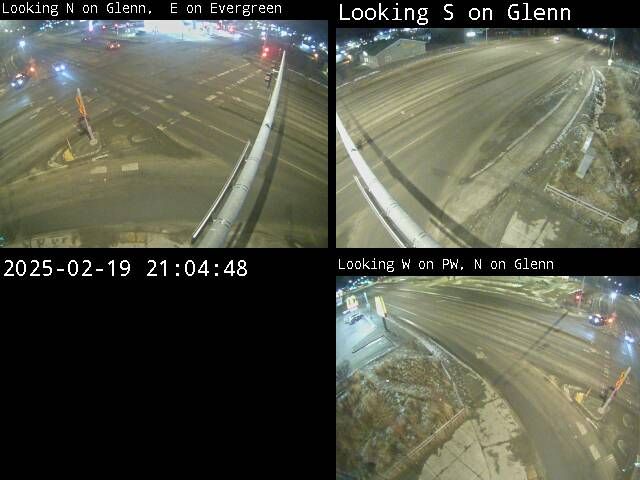 Looking N on Glenn, E on Evergreen
Looking S on Glenn
2025-02-19 21:04:48
Looking W on PW, N on Glenn